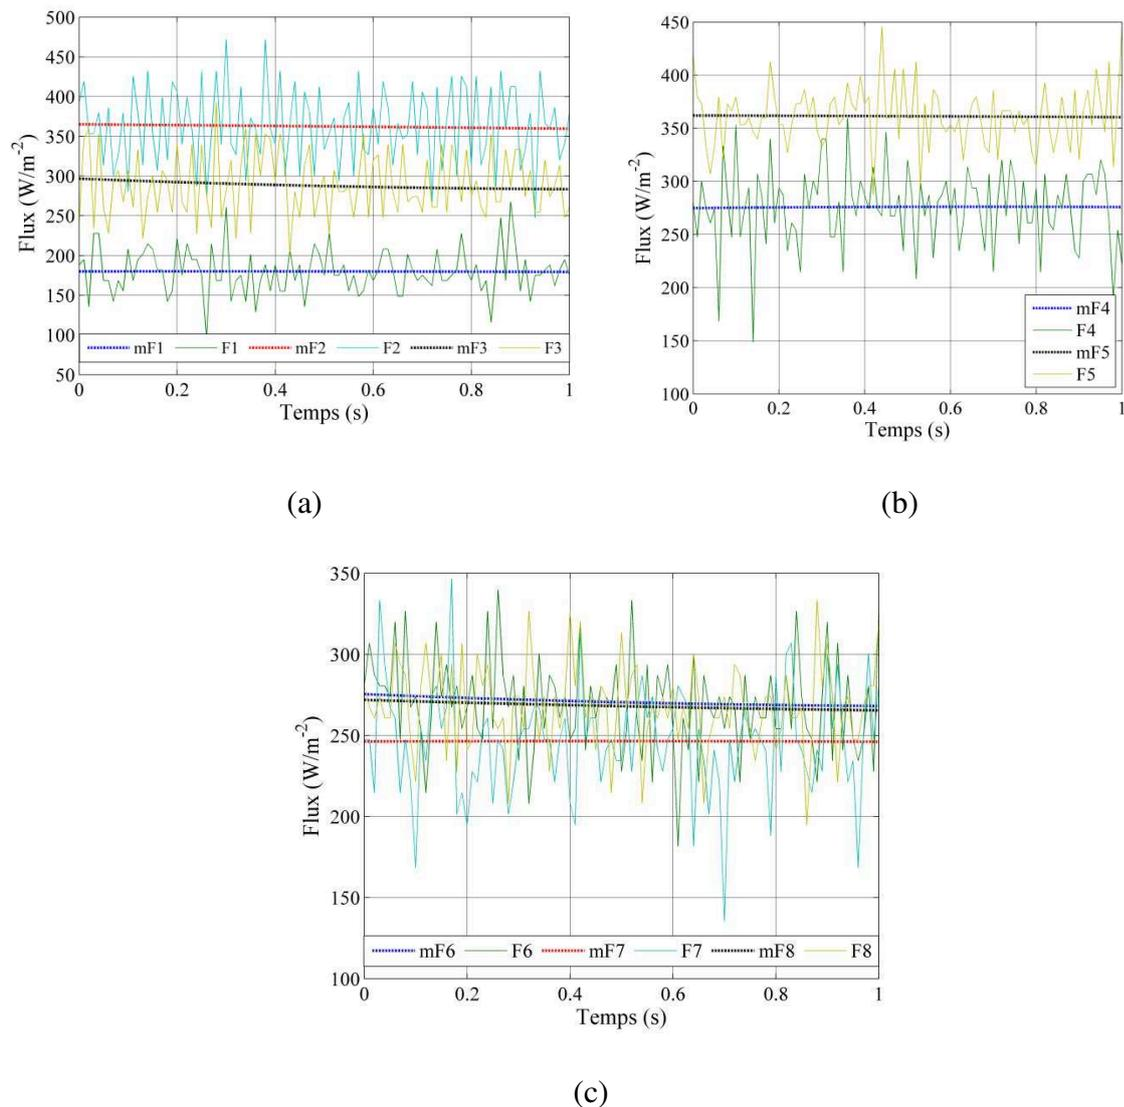 500
450
400
350
300
250
200
150
100
50
Flux (W/m⁻²)
mF1 F1 mF2 F2 mF3 F3
0 0.2 0.4 0.6 0.8 1
Temps (s)
(a)
450
400
350
300
250
300
150
100
Flux (W/m⁻²)
mF4
F4
mF5
F5
0 0.2 0.4 0.6 0.8 1
Temps (s)
(b)
350
300
250
200
150
100
Flux (W/m⁻²)
mF6 F6 mF7 F7 mF8 F8
0 0.2 0.4 0.6 0.8 1
Temps (s)
(c)